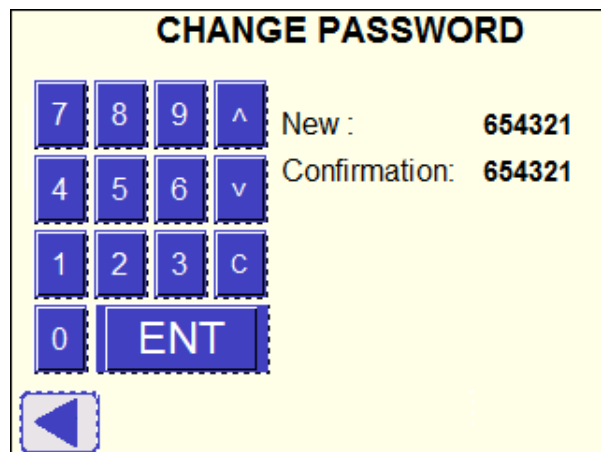 CHANGE PASSWORD
7 8 9 ^
New : 654321
4 5 6 v
Confirmation: 654321
1 2 3 C
0 ENT